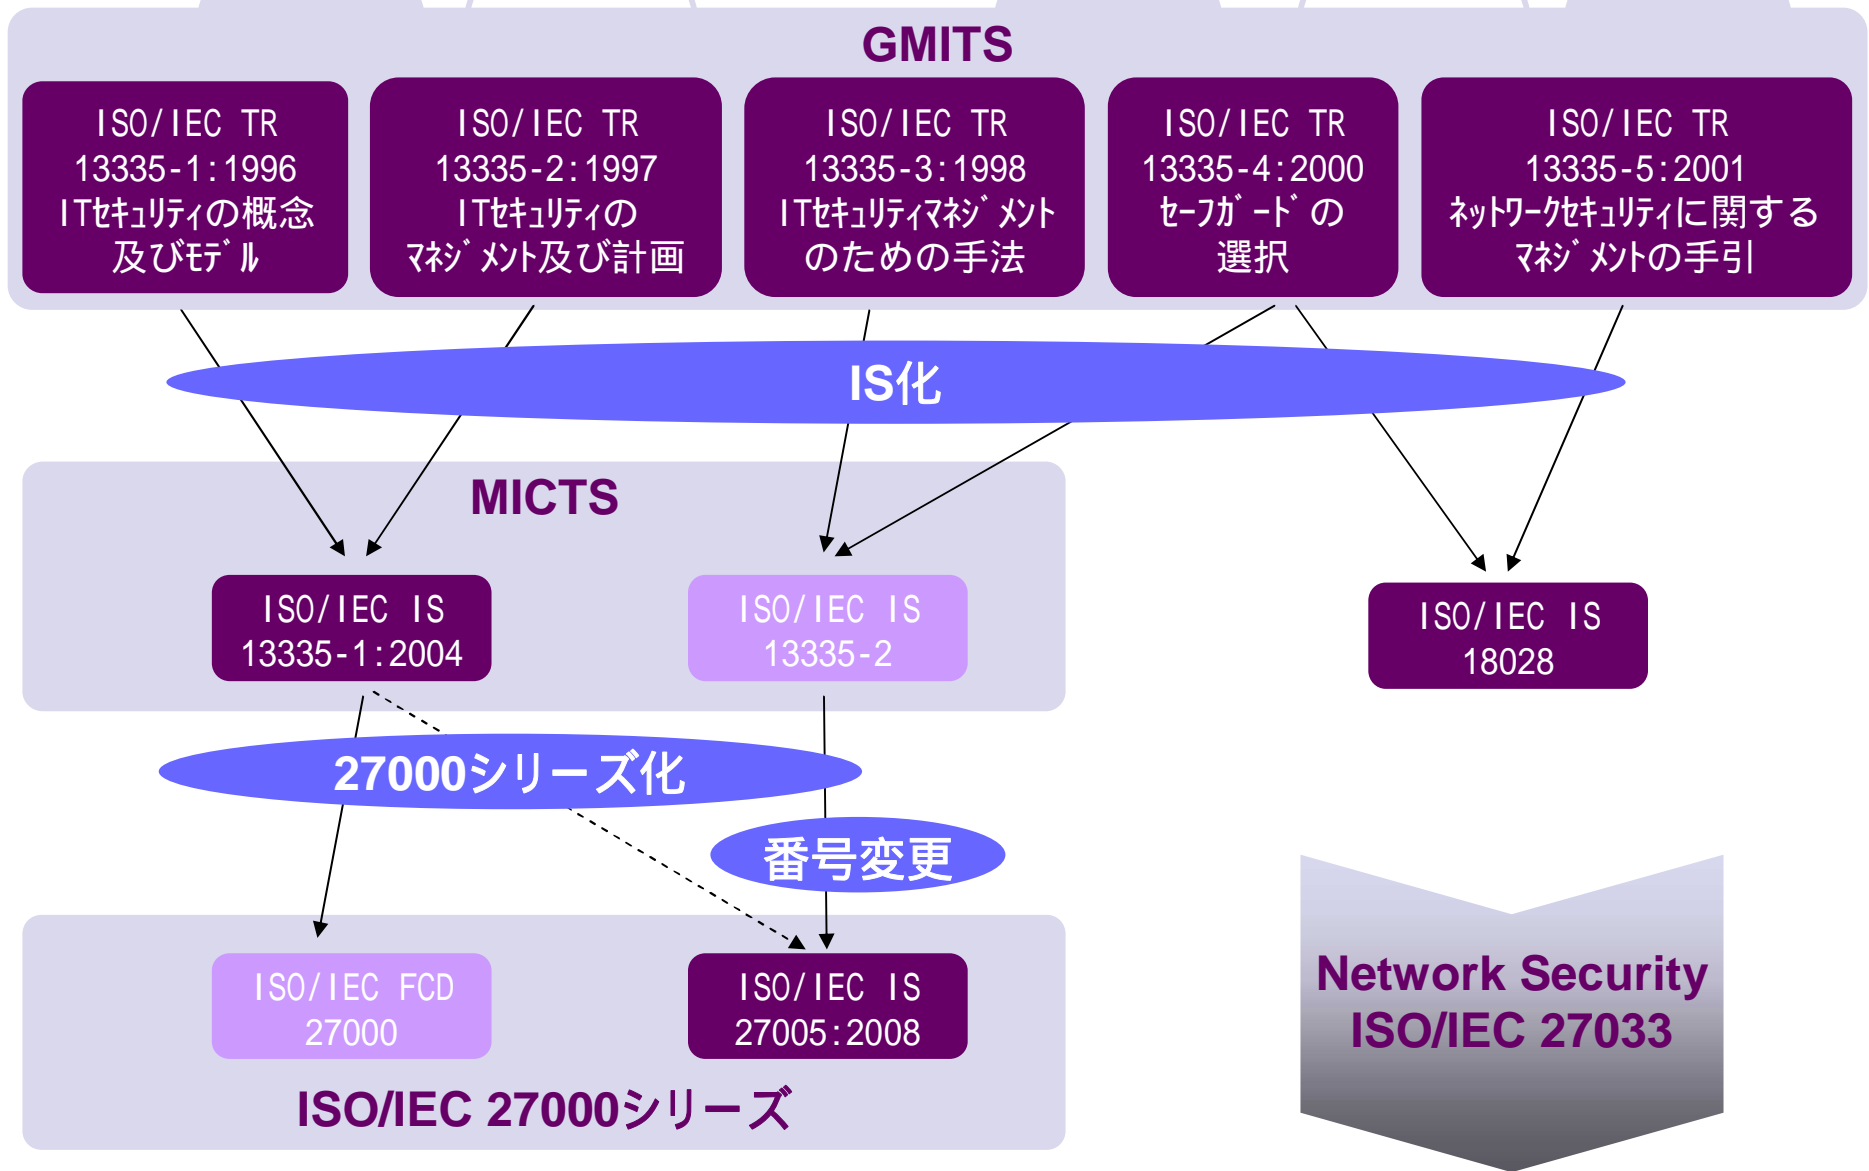 GMITS
ISO/IEC TR
13335-1:1996
ITｾｷｭﾘﾃｨの概念
及びﾓﾃﾞﾙ
ISO/IEC TR
13335-2:1997
ITｾｷｭﾘﾃｨの
ﾏﾈｼﾞﾒﾝﾄ及び計画
ISO/IEC TR
13335-3:1998
ITｾｷｭﾘﾃｨﾏﾈｼﾞﾒﾝﾄ
のための手法
ISO/IEC TR
13335-4:2000
ｾｰﾌｶﾞｰﾄﾞの
選択
ISO/IEC TR
13335-5:2001
ﾈｯﾄﾜｰｸｾｷｭﾘﾃｨに関する
ﾏﾈｼﾞﾒﾝﾄの手引
IS化
MICTS
ISO/IEC IS
13335-1:2004
ISO/IEC IS
13335-2
ISO/IEC IS
18028
27000シリーズ化
番号変更
ISO/IEC FCD
27000
ISO/IEC IS
27005:2008
ISO/IEC 27000シリーズ
Network Security
ISO/IEC 27033